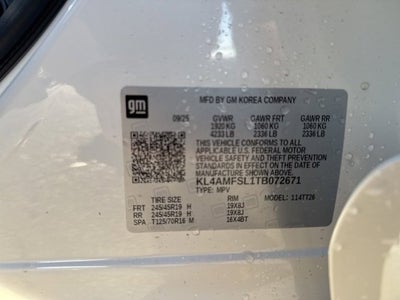 gm
MFD BY GM KOREA COMPANY
09/25 GVWR GAWR FRT GAWR RR
1920 KG 1060 KG 1060 KG
4233 LB 2336 LB 2336 LB
THIS VEHICLE CONFORMS TO ALL
APPLICABLE U.S. FEDERAL MOTOR
VEHICLE SAFETY, BUMPER, AND THEFT
PREVENTION STANDARDS IN EFFECT ON
THE DATE OF MANUFACTURE SHOWN ABOVE.
KL4AMFSL1TB072671
TYPE: MPV
TIRE SIZE RIM MODEL: 114TT26
FRT 245/45R19 H 19X8J
RR 245/45R19 H 19X8J
SPA T125/70R16 M 16X4BT